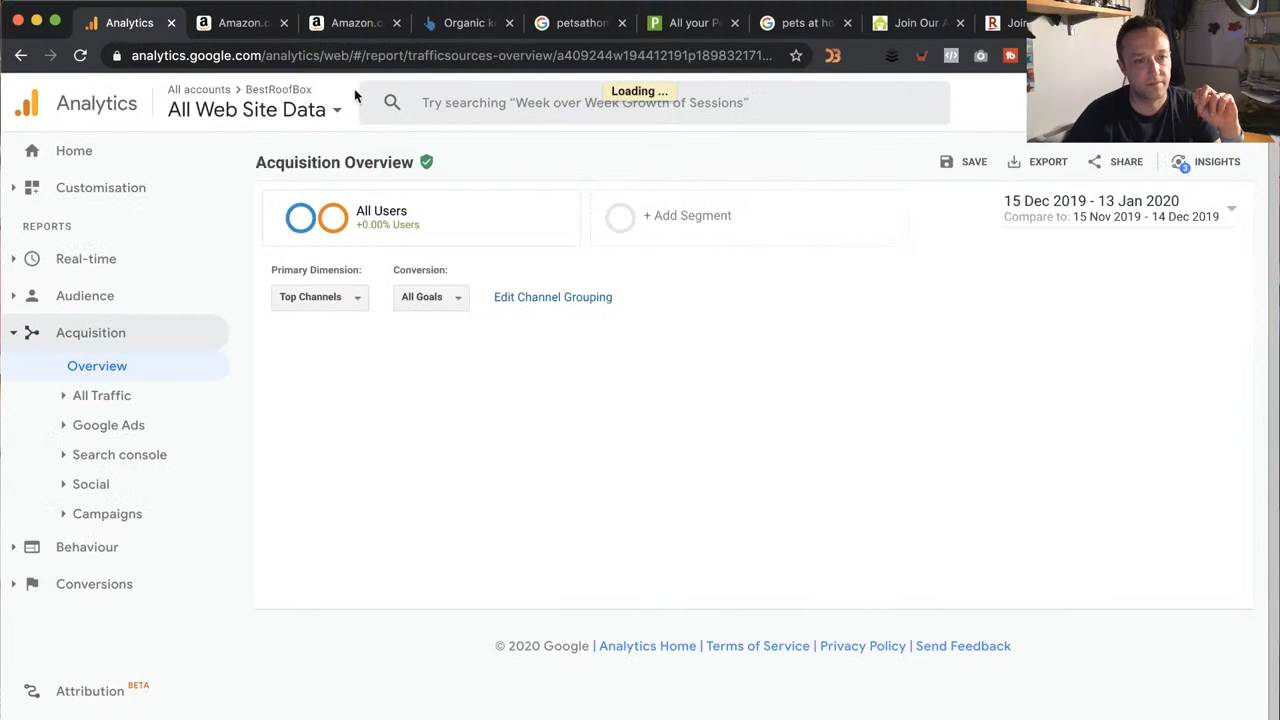 Analytics
Amazon.c
Amazon.c
Organic k
petsathon
All your P
pets at ho
Join Our A
Join
analytics.google.com/analytics/web/#/report/trafficsources-overview/a409244w194412191p189832171...
Analytics
All accounts > BestRoofBox
All Web Site Data
Try searching “Week over Week Growth of Sessions”
Loading ...
Home
Customisation
REPORTS
Real-time
Audience
Acquisition
Overview
All Traffic
Google Ads
Search console
Social
Campaigns
Behaviour
Conversions
Attribution BETA
Acquisition Overview
SAVE
EXPORT
SHARE
3
INSIGHTS
All Users
+0.00% Users
+ Add Segment
15 Dec 2019 - 13 Jan 2020
Compare to: 15 Nov 2019 - 14 Dec 2019
Primary Dimension:
Conversion:
Top Channels
All Goals
Edit Channel Grouping
© 2020 Google | Analytics Home | Terms of Service | Privacy Policy | Send Feedback